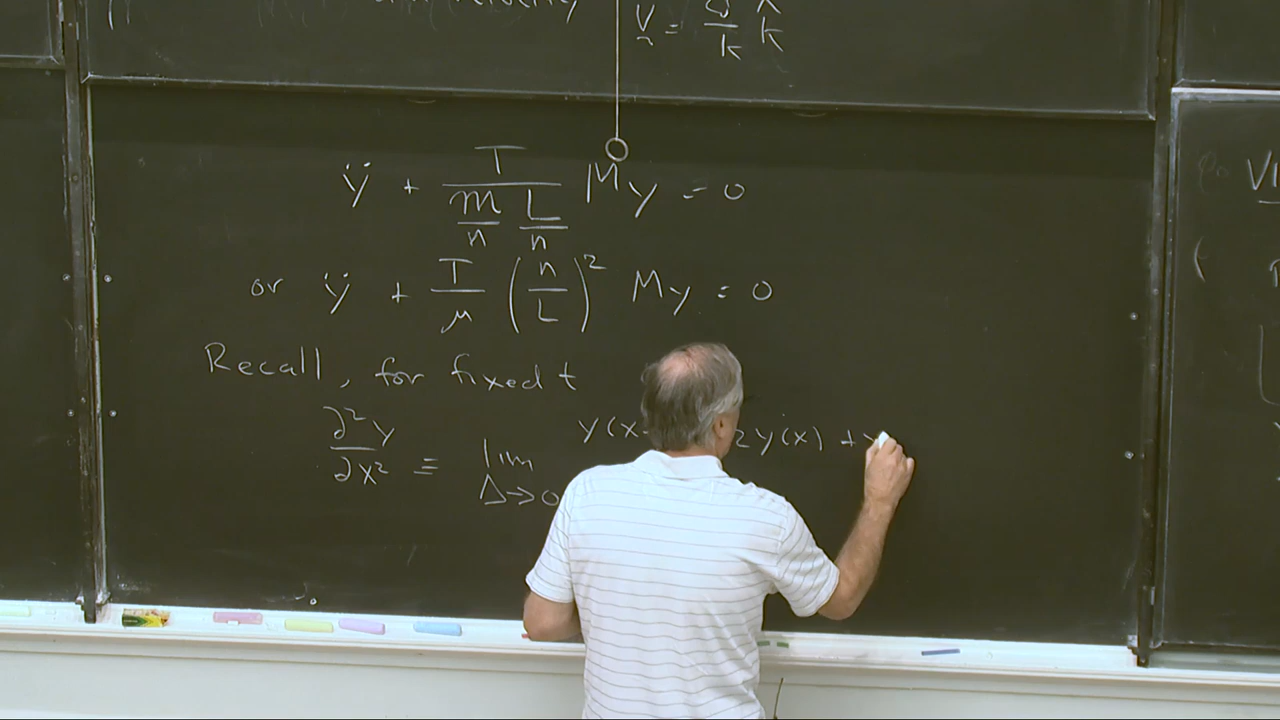 V = k̂
ÿ + T / (m/n L/n) My = 0
or ÿ + T/μ (n/L)² My = 0
Recall, for fixed t
∂²y/∂x² = lim Δ→0 y(x 2y(x) + y